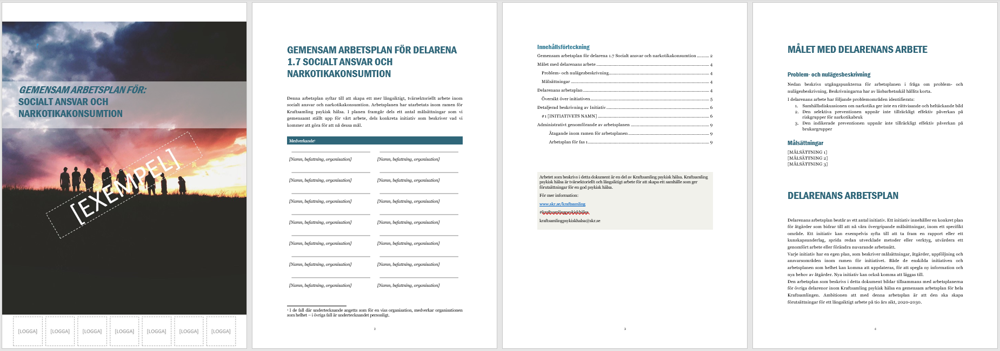 GEMENSAM ARBETSPLAN FÖR:
SOCIALT ANSVAR OCH
NARKOTIKAKONSUMTION
[EXEMPEL]
[LOGGA] [LOGGA] [LOGGA] [LOGGA] [LOGGA] [LOGGA] [LOGGA]
GEMENSAM ARBETSPLAN FÖR DELARENA
1.7 SOCIALT ANSVAR OCH
NARKOTIKAKONSUMTION
Denna arbetsplan syftar till att skapa ett mer långsiktigt, tvärsektoriellt arbete inom
socialt ansvar och narkotikakonsumtion. Arbetsplanen har utarbetats inom ramen för
Kraftsamling psykisk hälsa. I planen framgår dels ett antal målsättningar som vi
gemensamt ställt upp för vårt arbete, dels konkreta initiativ som beskriver vad vi
kommer att göra för att nå dessa mål.
Medverkande¹
[Namn, befattning, organisation] [Namn, befattning, organisation]
[Namn, befattning, organisation] [Namn, befattning, organisation]
[Namn, befattning, organisation] [Namn, befattning, organisation]
[Namn, befattning, organisation] [Namn, befattning, organisation]
[Namn, befattning, organisation] [Namn, befattning, organisation]
[Namn, befattning, organisation] [Namn, befattning, organisation]
[Namn, befattning, organisation] [Namn, befattning, organisation]
¹ I de fall där undertecknande angetts som för en viss organisation, medverkar organisationen
som helhet – i övriga fall är undertecknandet personligt.
2
Innehållsförteckning
Gemensam arbetsplan för delarena 1.7 Socialt ansvar och narkotikakonsumtion .......... 2
Målet med delarenans arbete .......... 4
Problem- och nulägesbeskrivning .......... 4
Målsättningar .......... 4
Delarenans arbetsplan .......... 4
Översikt över initiativen .......... 5
Detaljerad beskrivning av Initiativ .......... 6
#1 [INITIATIVETS NAMN] .......... 6
Administrativt genomförande av arbetsplanen .......... 9
Åtagande inom ramen för arbetsplanen .......... 9
Arbetsplan för fas 1 .......... 9
Arbetet som beskrivs i detta dokument är en del av Kraftsamling psykisk hälsa. Kraftsamling
psykisk hälsa är tvärsektoriellt och långsiktigt arbete för att skapa ett samhälle som ger
förutsättningar för en god psykisk hälsa.
För mer information:
www.skr.se/kraftsamling
#kraftsamlingpsykiskhälsa
kraftsamlingpsykiskhalsa@skr.se
3
MÅLET MED DELARENANS ARBETE
Problem- och nulägesbeskrivning
Nedan beskrivs utgångspunkterna för arbetsplanen i fråga om problem- och
nulägesbeskrivning. Beskrivningarna har av läsbarhetsskäl hållits korta.
I delarenans arbete har följande problemområden identifierats:
1. Samhällsdiskussionen om narkotika ger inte en rättvisande och heltäckande bild
2. Den selektiva preventionen uppnår inte tillräckligt effektiv påverkan på
riskgrupper för narkotikabruk
3. Den indikerade preventionen uppnår inte tillräckligt effektiv påverkan på
brukargrupper
Målsättningar
[MÅLSÄTTNING 1]
[MÅLSÄTTNING 2]
[MÅLSÄTTNING 3]
DELARENANS ARBETSPLAN
Delarenans arbetsplan består av ett antal initiativ. Ett initiativ innehåller en konkret plan
för åtgärder som bidrar till att nå våra övergripande målsättningar, inom ett specifikt
område. Ett initiativ kan exempelvis syfta till att ta fram en rapport eller ett
kunskapsunderlag, sprida redan utvecklade metoder eller verktyg, utvärdera ett
genomfört arbete eller förändra nuvarande arbetssätt.
Varje initiativ har en egen plan, som beskriver målsättningar, åtgärder, uppföljning och
ansvarsområden inom ramen för initiativet. Både de enskilda initiativen och
arbetsplanen som helhet kan komma att uppdateras, för att spegla ny information och
nya behov av åtgärder. Nya initiativ kan också komma att läggas till.
Den arbetsplan som beskrivs i detta dokument bildar tillsammans med arbetsplanerna
för övriga delarenor inom Kraftsamling psykisk hälsa en gemensam arbetsplan för hela
Kraftsamlingen. Ambitionen att med denna arbetsplan är att den ska skapa
förutsättningar för ett långsiktigt arbete på tio års sikt, 2020-2030.
4